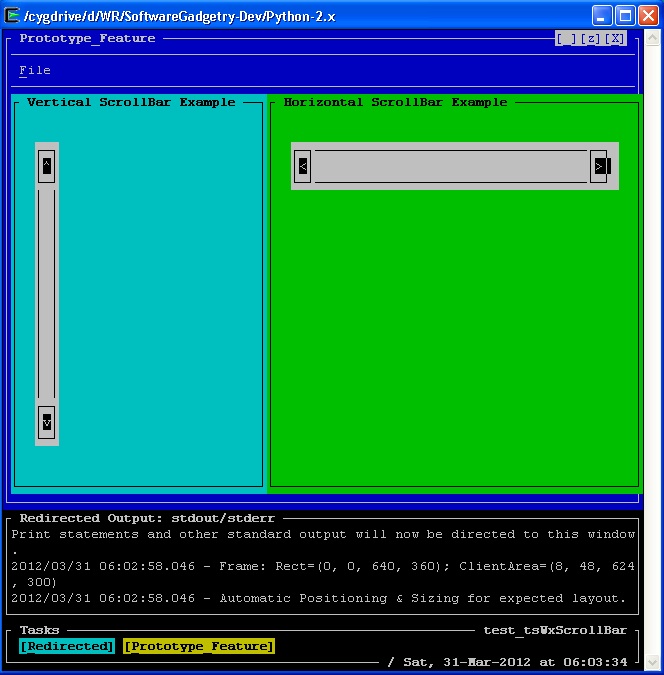 /cygdrive/d/WR/SoftwareGadgetry-Dev/Python-2.x
Prototype_Feature [ ][z][X]
File
Vertical ScrollBar Example
Horizontal ScrollBar Example
^
< >
v
Redirected Output: stdout/stderr
Print statements and other standard output will now be directed to this window
.
2012/03/31 06:02:58.046 - Frame: Rect=(0, 0, 640, 360); ClientArea=(8, 48, 624
, 300)
2012/03/31 06:02:58.046 - Automatic Positioning & Sizing for expected layout.
Tasks test_tsWxScrollBar
[Redirected] [Prototype_Feature]
/ Sat, 31-Mar-2012 at 06:03:34